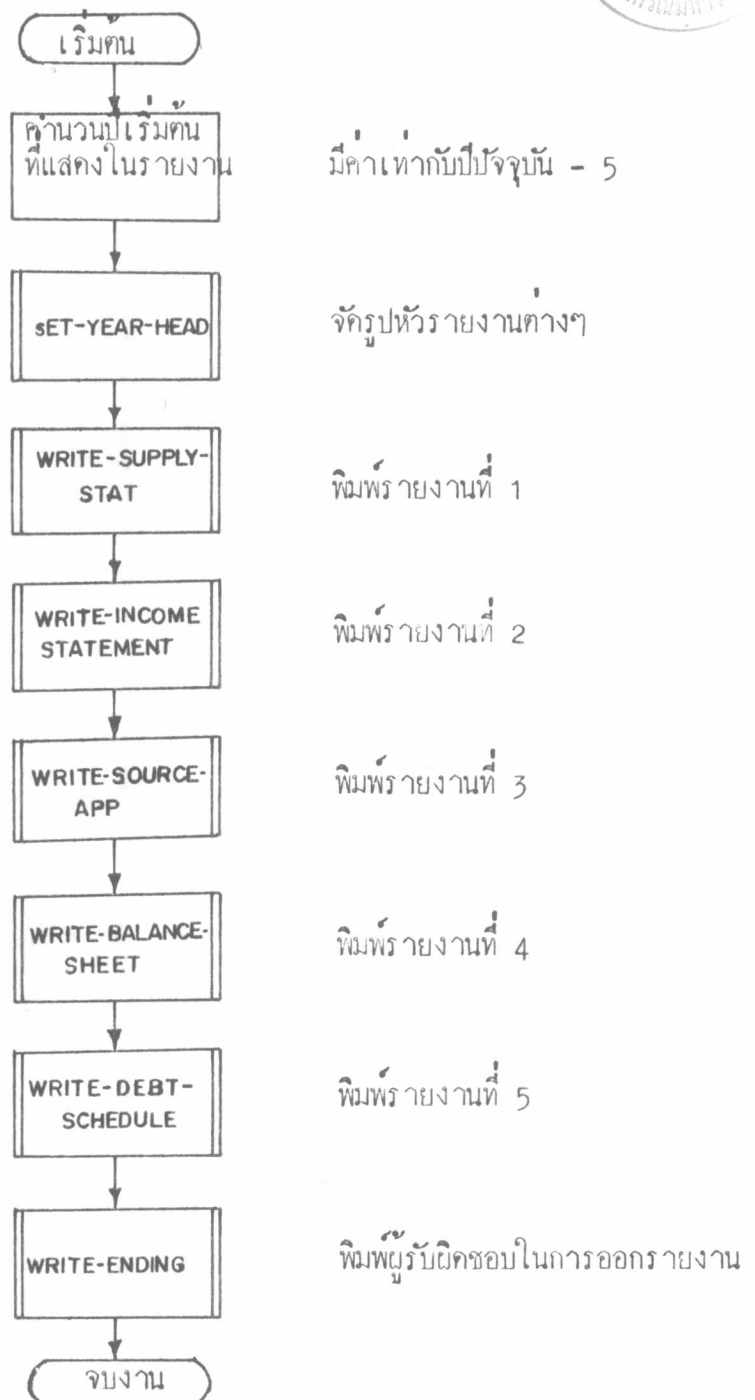 เริ่มต้น
คำนวนปีเริ่มต้น
ที่แสดงในรายงาน
มีค่าเท่ากับปีปัจจุบัน - 5
SET-YEAR-HEAD
จัดรูปหัวรายงานต่างๆ
WRITE-SUPPLY-
STAT
พิมพ์รายงานที่ 1
WRITE-INCOME
STATEMENT
พิมพ์รายงานที่ 2
WRITE-SOURCE-
APP
พิมพ์รายงานที่ 3
WRITE-BALANCE-
SHEET
พิมพ์รายงานที่ 4
WRITE-DEBT-
SCHEDULE
พิมพ์รายงานที่ 5
WRITE-ENDING
พิมพ์ผู้รับผิดชอบในการออกรายงาน
จบงาน